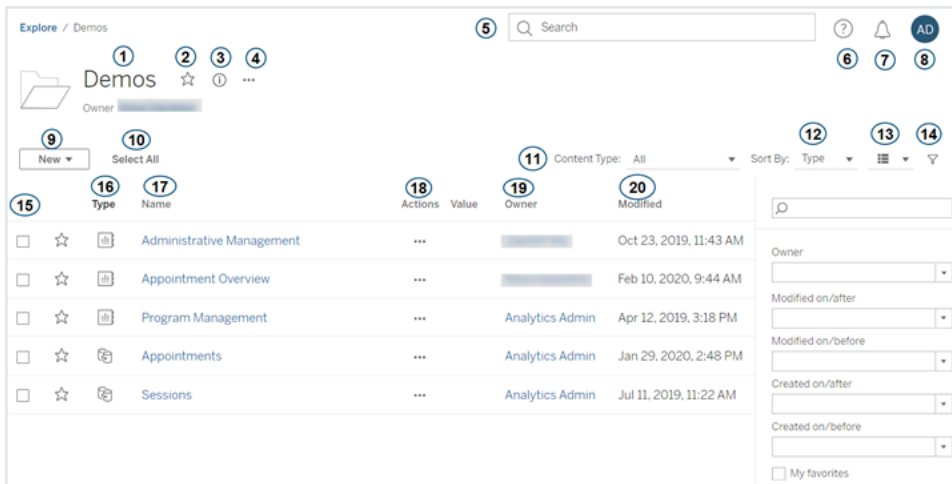 Explore / Demos
5
Search
6
7
AD
8
1
2
3
4
Demos
Owner
9
10
11
12
13
14
New
Select All
Content Type: All
Sort By: Type
15
16
17
18
19
20
Type Name Actions Value Owner Modified
Administrative Management Oct 23, 2019, 11:43 AM
Appointment Overview Feb 10, 2020, 9:44 AM
Program Management Analytics Admin Apr 12, 2019, 3:18 PM
Appointments Analytics Admin Jan 29, 2020, 2:48 PM
Sessions Analytics Admin Jul 11, 2019, 11:22 AM
Owner
Modified on/after
Modified on/before
Created on/after
Created on/before
My favorites